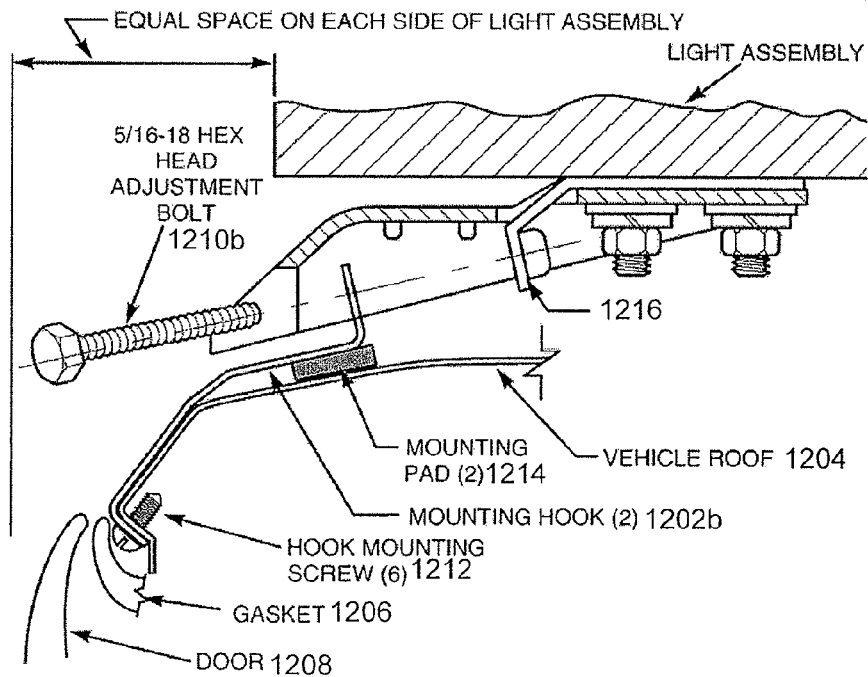 EQUAL SPACE ON EACH SIDE OF LIGHT ASSEMBLY
LIGHT ASSEMBLY
5/16-18 HEX
HEAD
ADJUSTMENT
BOLT
1210b
1216
MOUNTING
PAD (2) 1214
VEHICLE ROOF 1204
MOUNTING HOOK (2) 1202b
HOOK MOUNTING
SCREW (6) 1212
GASKET 1206
DOOR 1208